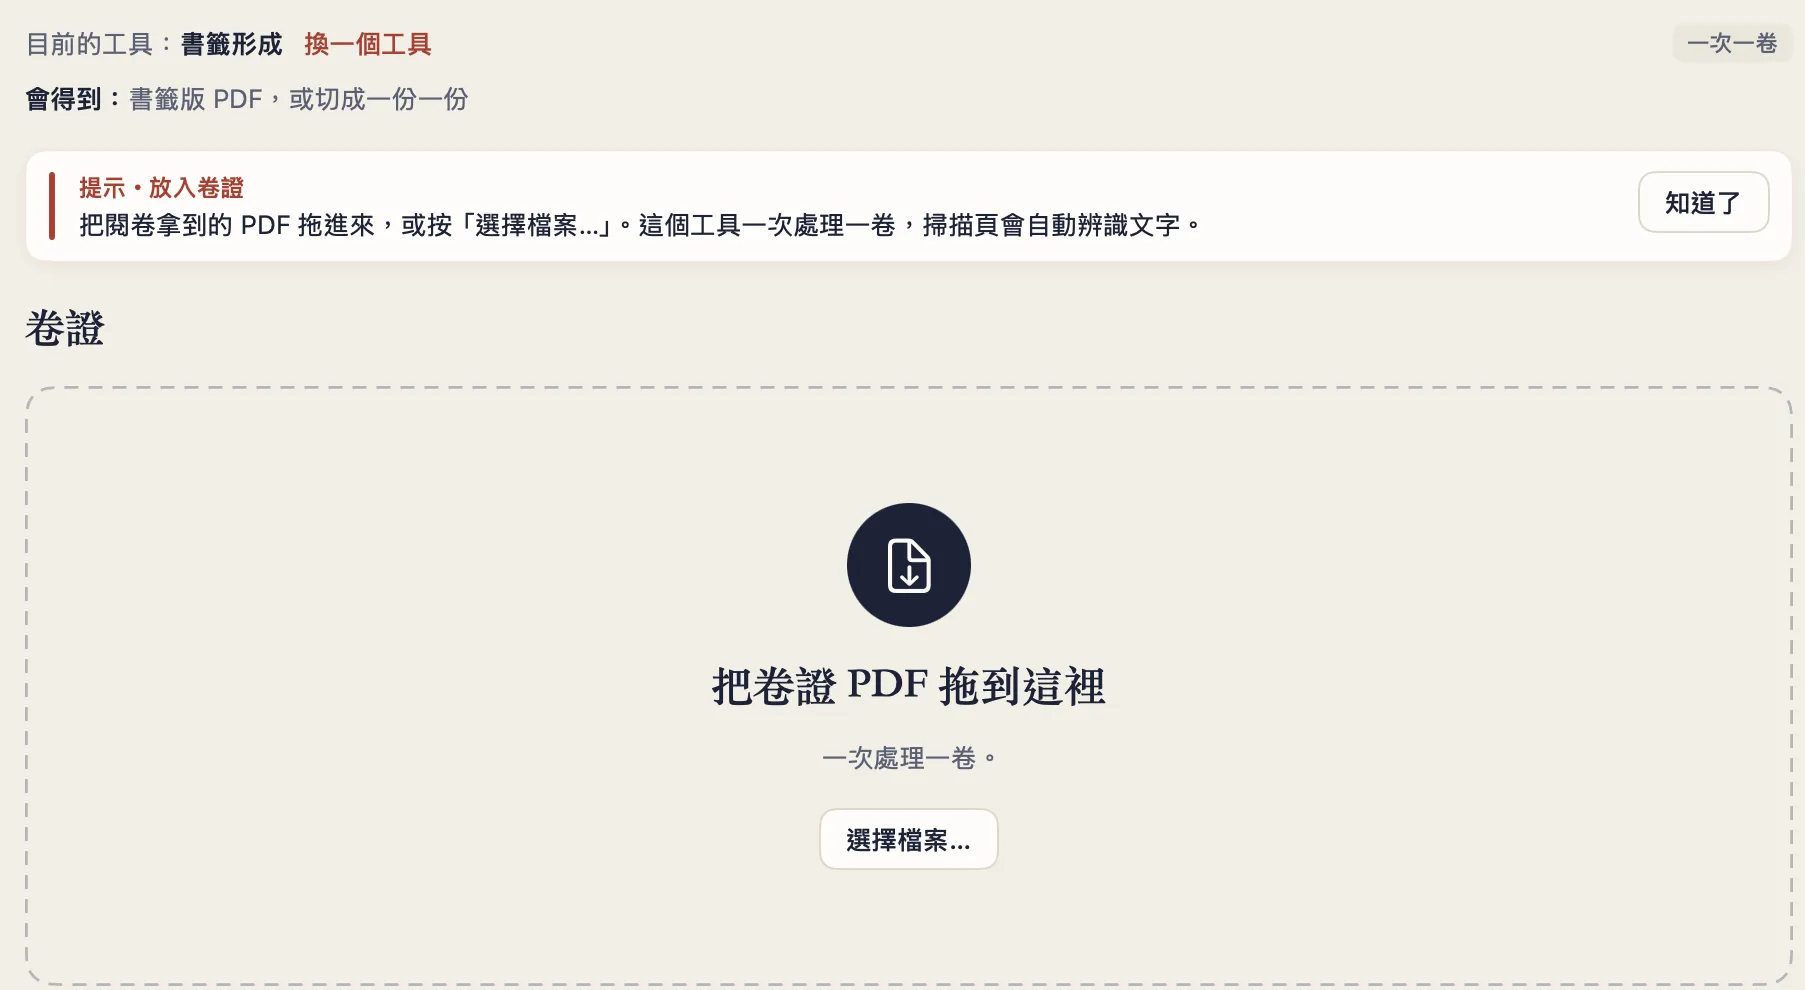 目前的工具：書籤形成 換一個工具
一次一卷
會得到：書籤版 PDF，或切成一份一份
提示・放入卷證
把閱卷拿到的 PDF 拖進來，或按「選擇檔案...」。這個工具一次處理一卷，掃描頁會自動辨識文字。
知道了
卷證
把卷證 PDF 拖到這裡
一次處理一卷。
選擇檔案...